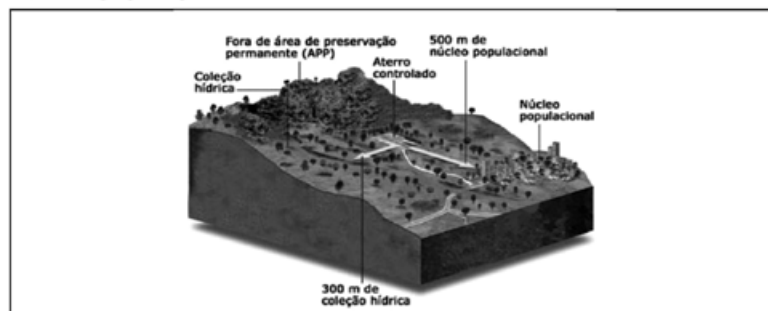 Fora de área de preservação
permanente (APP)
500 m de
núcleo populacional
Aterro
controlado
Coleção
hídrica
Núcleo
populacional
300 m de
coleção hídrica